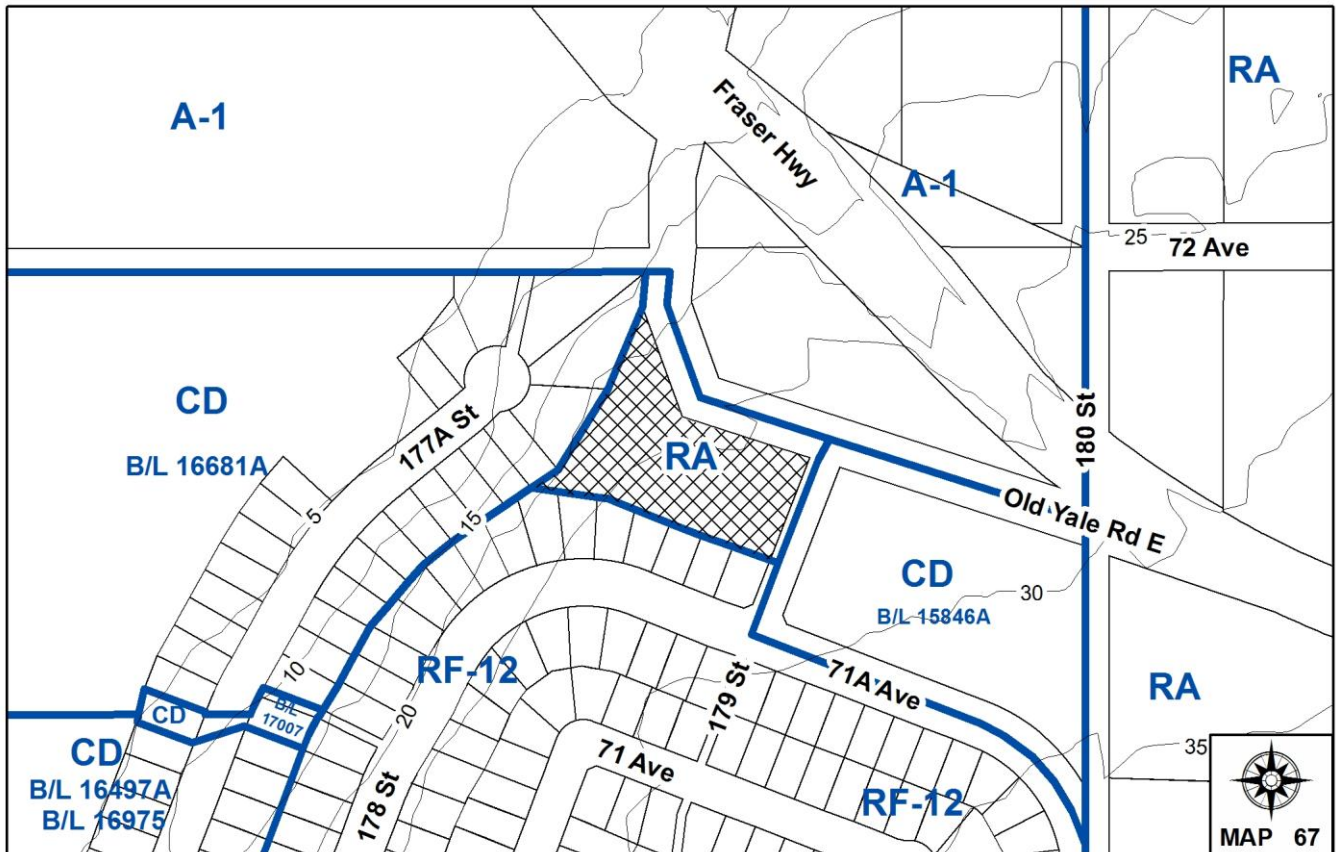 RA
Fraser Hwy
A-1
A-1
25
72 Ave
CD
B/L 16681A
177A St
RA
180 St
5
15
Old Yale Rd E
CD
B/L 15846A
30
10
RF-12
RA
CD
B/L
17007
20
179 St
71A Ave
CD
B/L 16497A
B/L 16975
178 St
71 Ave
RF-12
35
MAP 67